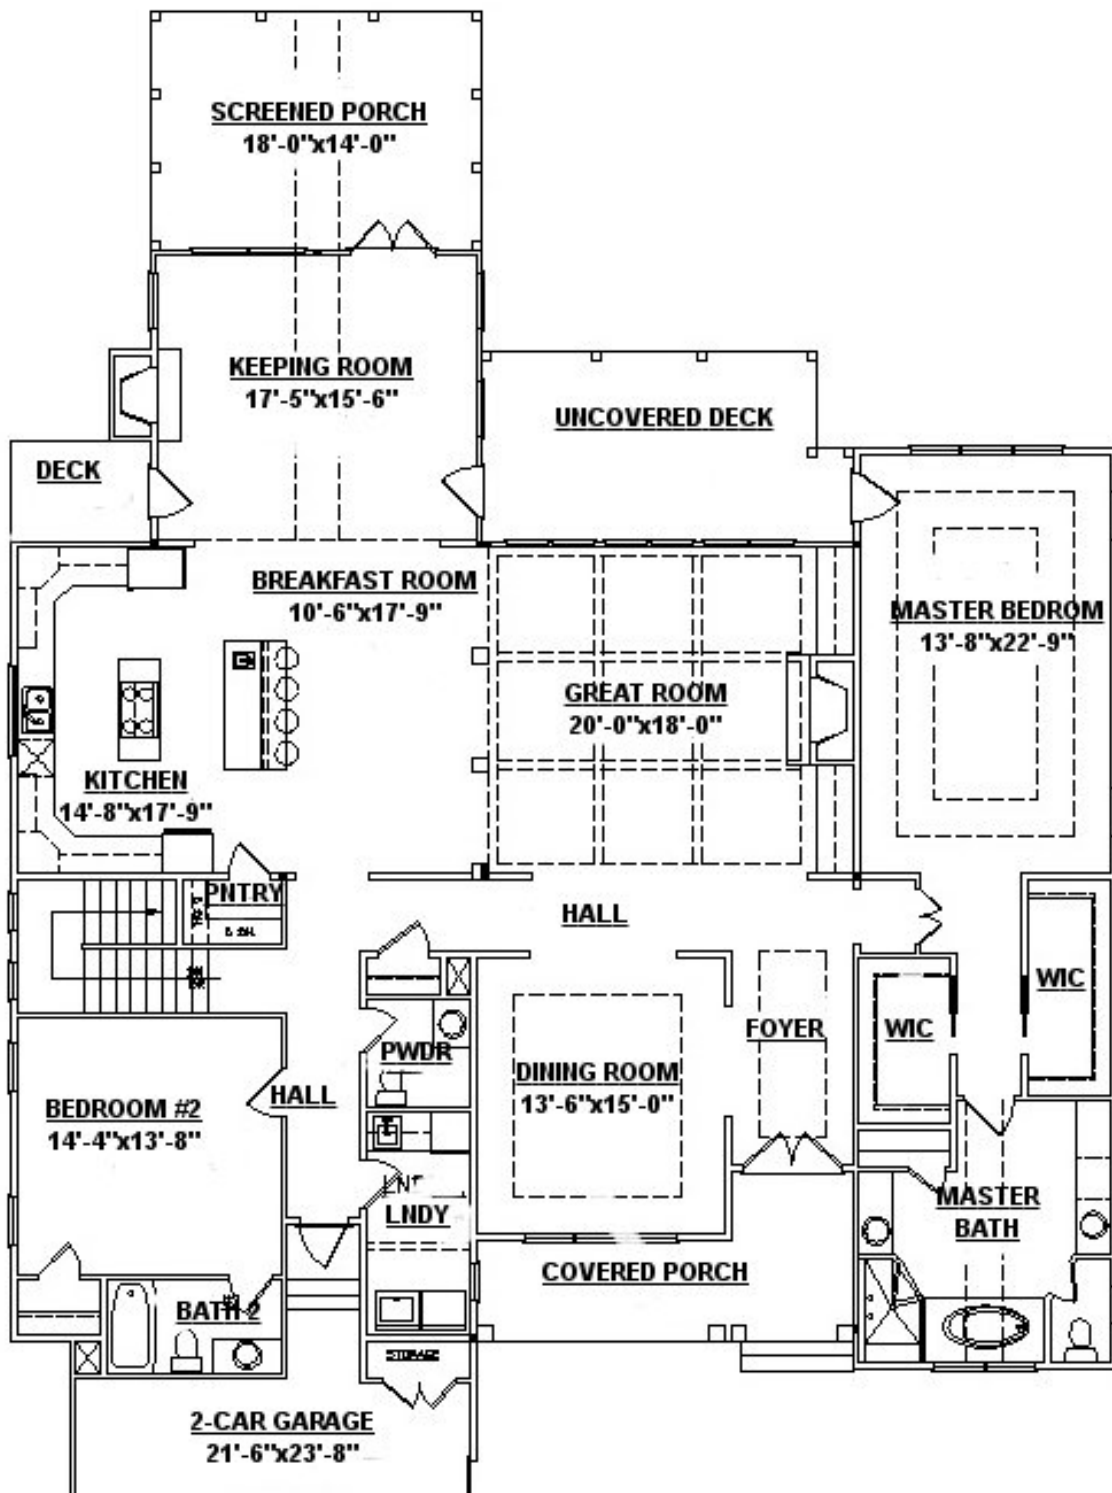 SCREENED PORCH
18'-0"x14'-0"
KEEPING ROOM
17'-5"x15'-6"
UNCOVERED DECK
DECK
BREAKFAST ROOM
10'-6"x17'-9"
MASTER BEDROM
13'-8"x22'-9"
GREAT ROOM
20'-0"x18'-0"
KITCHEN
14'-8"x17'-9"
PNTRY
HALL
WIC
WIC
FOYER
PWDR
DINING ROOM
13'-6"x15'-0"
HALL
BEDROOM #2
14'-4"x13'-8"
LNDY
MASTER
BATH
COVERED PORCH
BATH 2
STORAGE
2-CAR GARAGE
21'-6"x23'-8"